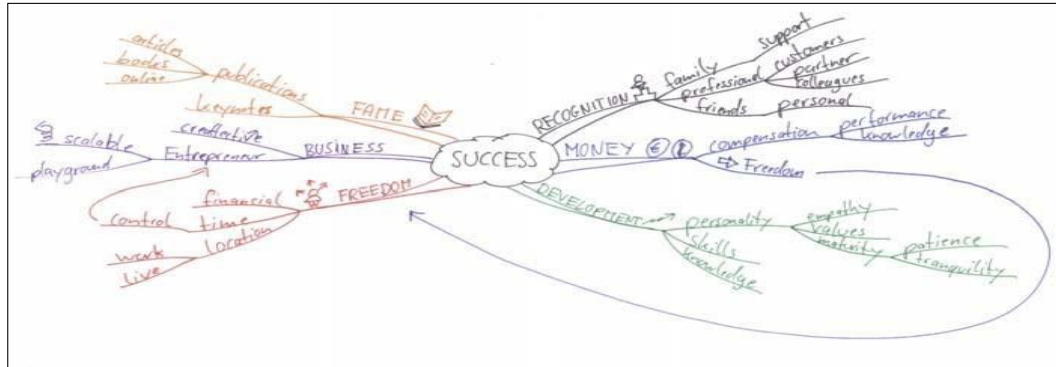 SUCCESS
RECOGNITION
family
support
professional
customers
partner
colleagues
friends
personal
MONEY €
compensation
performance
knowledge
Freedom
DEVELOPMENT
personality
empathy
values
maturity
patience
tranquility
skills
knowledge
FREEDOM
financial
time
control
location
work
live
BUSINESS
Entrepreneur
scalable
playground
FAME
publications
articles
books
online
keynotes